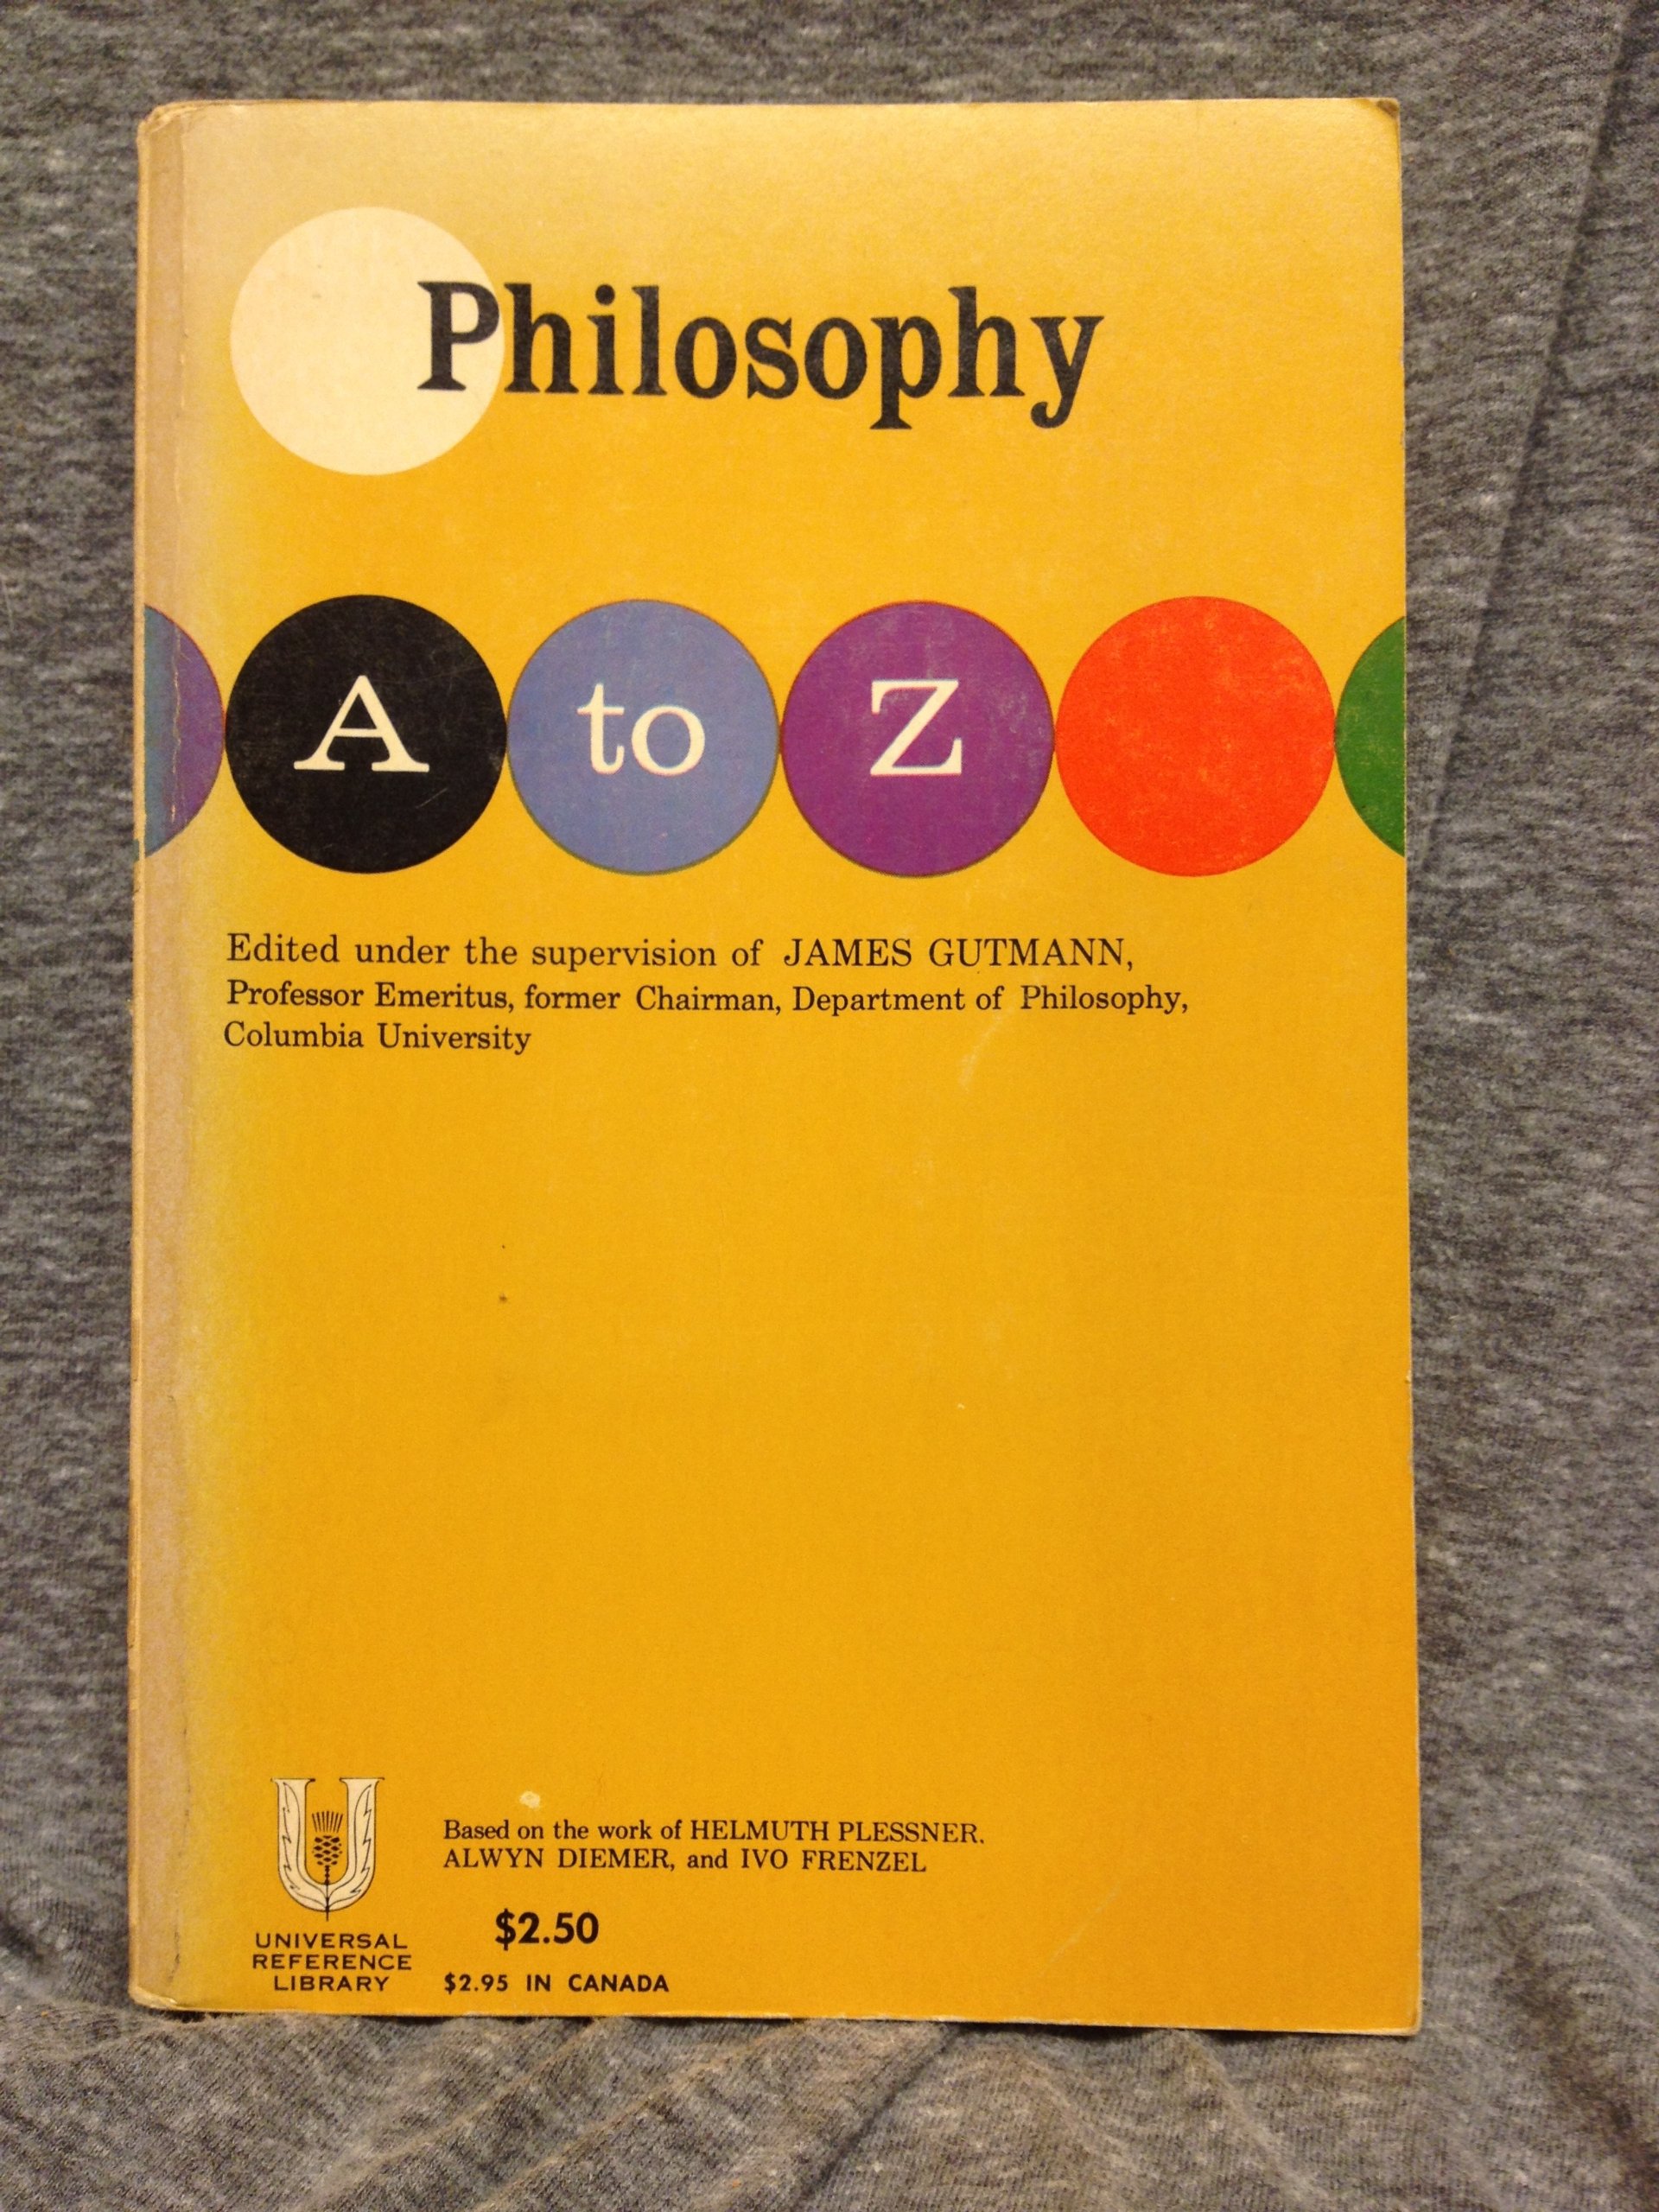 Philosophy
A to Z
Edited under the supervision of JAMES GUTMANN,
Professor Emeritus, former Chairman, Department of Philosophy,
Columbia University
Based on the work of HELMUTH PLESSNER,
ALWYN DIEMER, and IVO FRENZEL
$2.50
$2.95 IN CANADA
U
UNIVERSAL
REFERENCE
LIBRARY